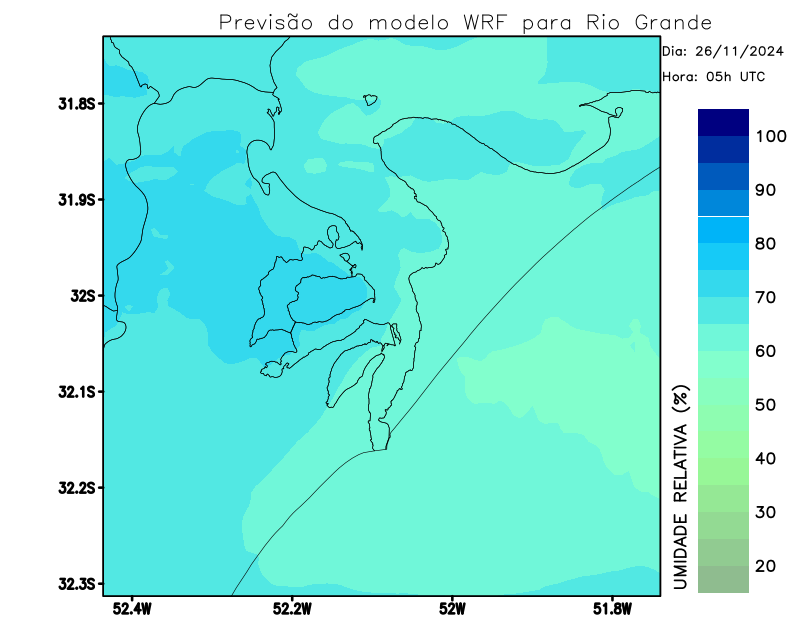 Previsão do modelo WRF para Rio Grande
Dia: 26/11/2024
Hora: 05h UTC
31.8S
31.9S
32S
32.1S
32.2S
32.3S
52.4W
52.2W
52W
51.8W
UMIDADE RELATIVA (%)
100
90
80
70
60
50
40
30
20